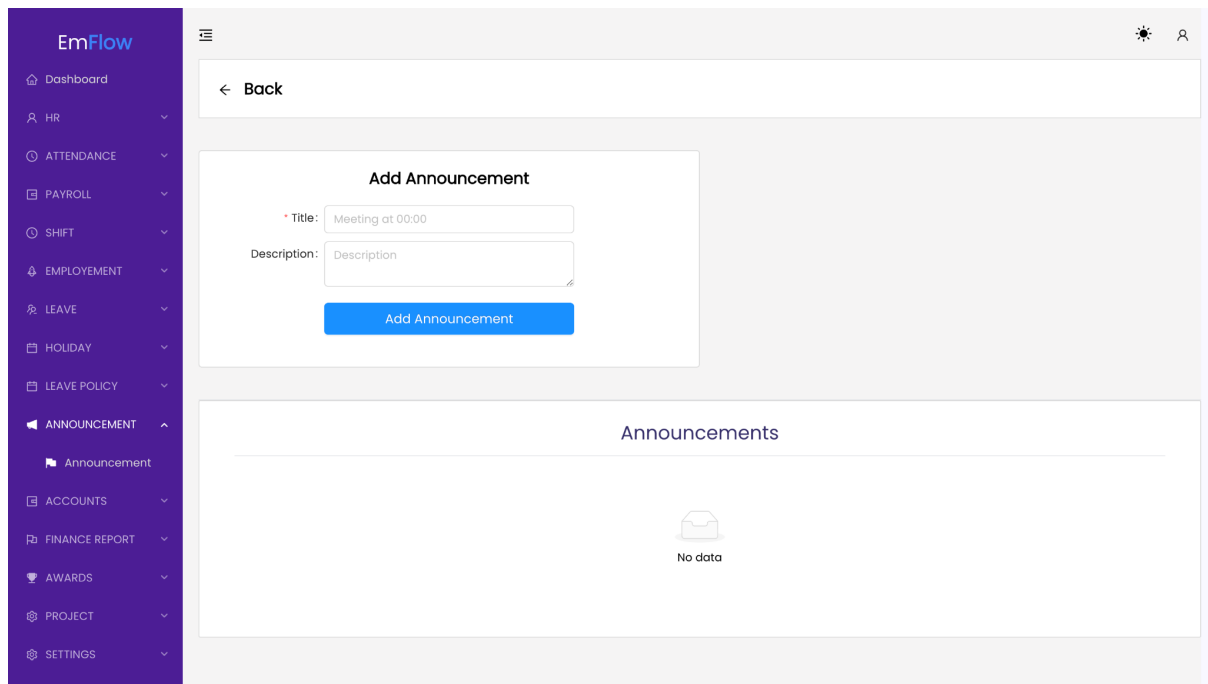 EmFlow
Dashboard
HR
ATTENDANCE
PAYROLL
SHIFT
EMPLOYEMENT
LEAVE
HOLIDAY
LEAVE POLICY
ANNOUNCEMENT
Announcement
ACCOUNTS
FINANCE REPORT
AWARDS
PROJECT
SETTINGS
Back
Add Announcement
* Title: Meeting at 00:00
Description: Description
Add Announcement
Announcements
No data